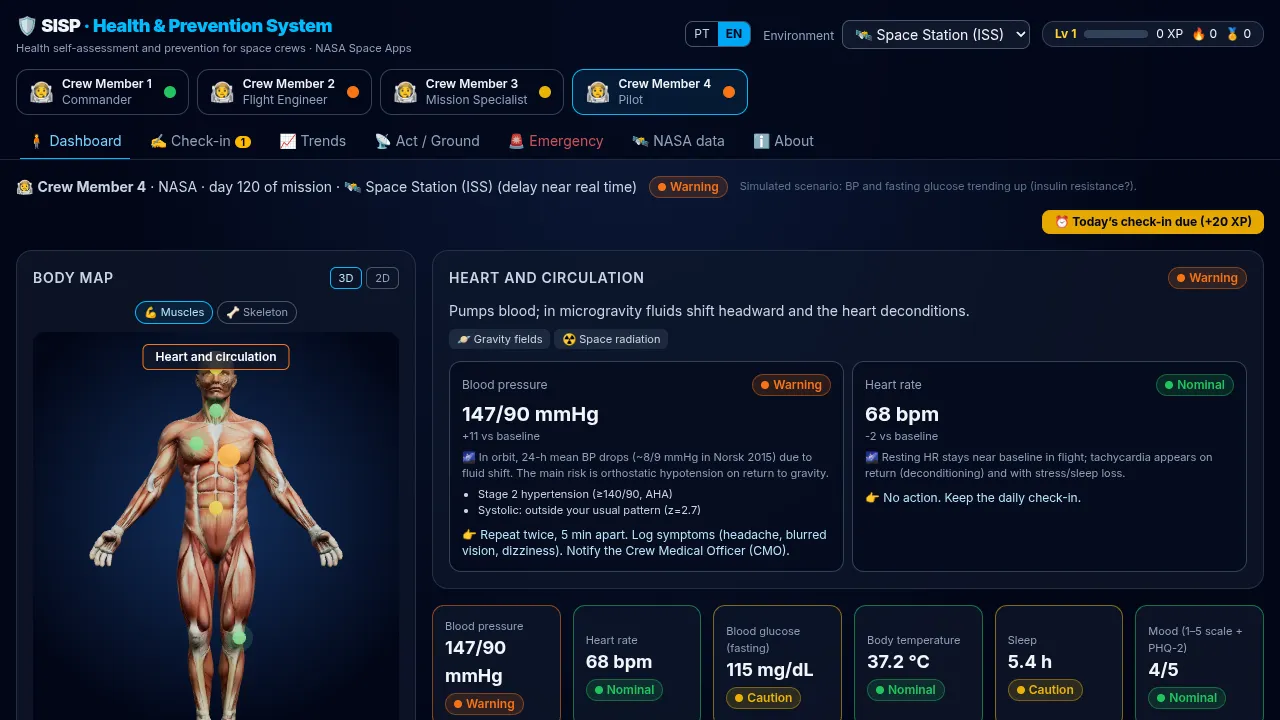 SISP · Health & Prevention System
Health self-assessment and prevention for space crews · NASA Space Apps
PT EN
Environment
Space Station (ISS)
Lv 1 0 XP 0 0
Crew Member 1
Commander
Crew Member 2
Flight Engineer
Crew Member 3
Mission Specialist
Crew Member 4
Pilot
Dashboard
Check-in 1
Trends
Act / Ground
Emergency
NASA data
About
Crew Member 4 · NASA · day 120 of mission · Space Station (ISS) (delay near real time)
Warning
Simulated scenario: BP and fasting glucose trending up (insulin resistance?).
Today's check-in due (+20 XP)
BODY MAP
3D 2D
Muscles Skeleton
Heart and circulation
HEART AND CIRCULATION
Warning
Pumps blood; in microgravity fluids shift headward and the heart deconditions.
Gravity fields Space radiation
Blood pressure
Warning
147/90 mmHg
+11 vs baseline
In orbit, 24-h mean BP drops (~8/9 mmHg in Norsk 2015) due to
fluid shift. The main risk is orthostatic hypotension on return to gravity.
• Stage 2 hypertension (≥140/90, AHA)
• Systolic: outside your usual pattern (z=2.7)
Repeat twice, 5 min apart. Log symptoms (headache, blurred
vision, dizziness). Notify the Crew Medical Officer (CMO).
Heart rate
Nominal
68 bpm
-2 vs baseline
Resting HR stays near baseline in flight; tachycardia appears on
return (deconditioning) and with stress/sleep loss.
No action. Keep the daily check-in.
Blood pressure
147/90
mmHg
Warning
Heart rate
68 bpm
Nominal
Blood glucose
(fasting)
115 mg/dL
Caution
Body temperature
37.2 °C
Nominal
Sleep
5.4 h
Caution
Mood (1–5 scale +
PHQ-2)
4/5
Nominal